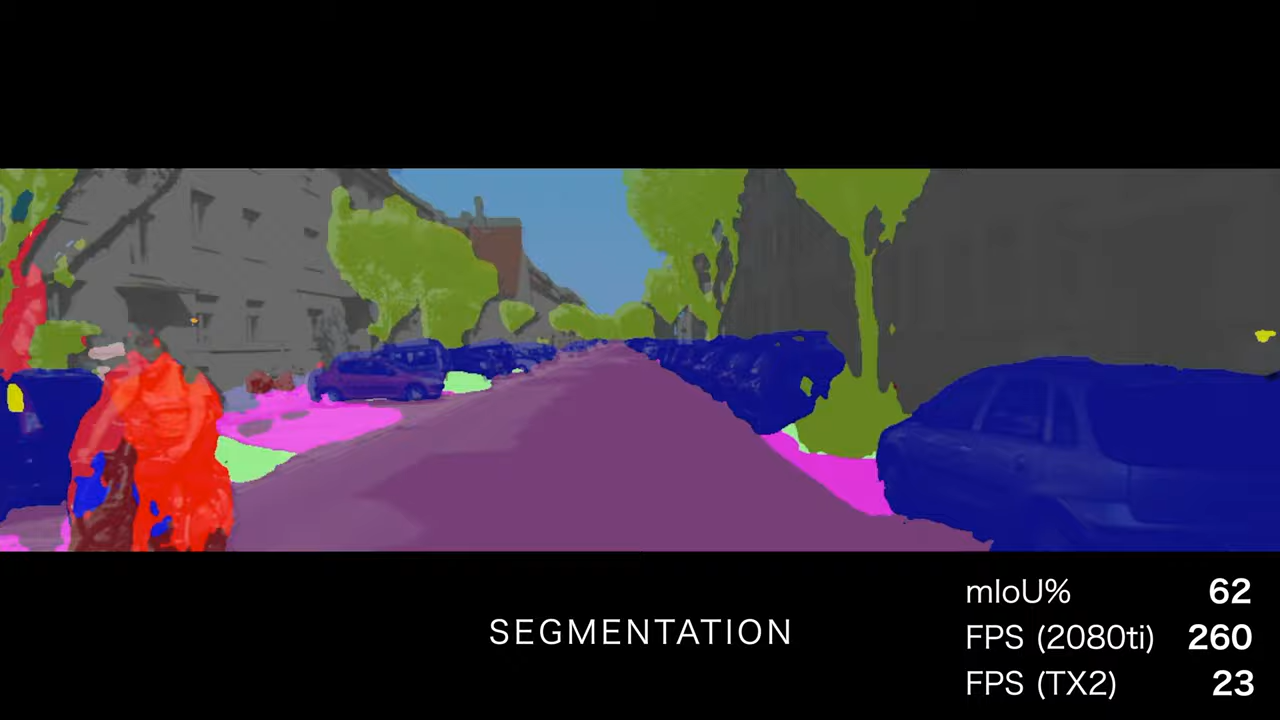 SEGMENTATION
mIoU% 62
FPS (2080ti) 260
FPS (TX2) 23